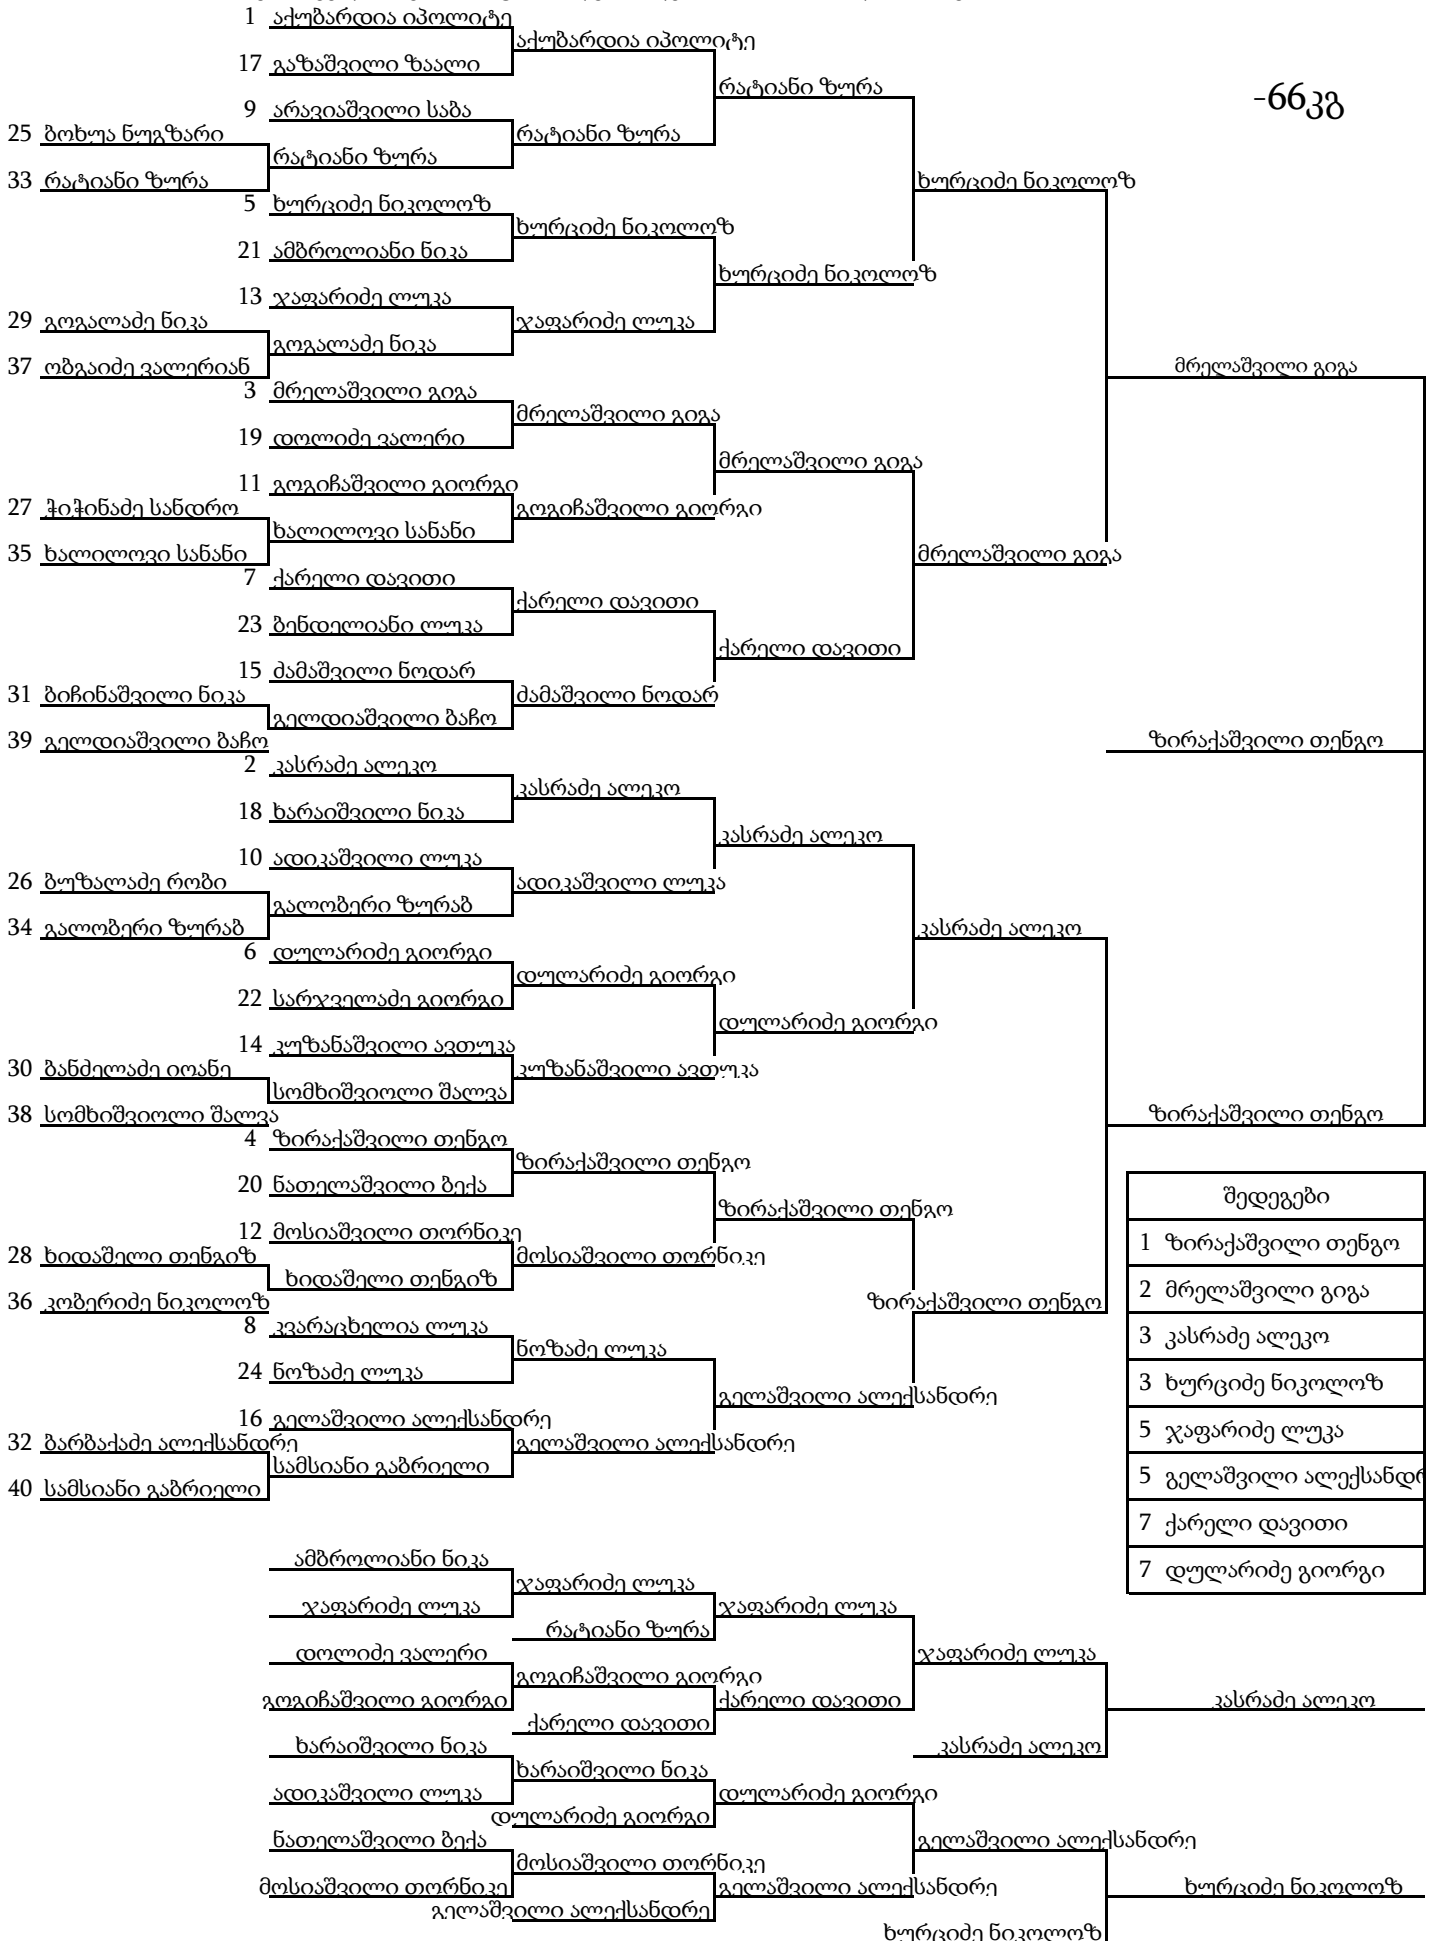 1 აქუბარდია იპოლიტე
აქუბარდია იპოლიტე
17 გაზაშვილი ზაალი
რატიანი ზურა
-66კგ
9 არავიაშვილი საბა
25 ბოხუა ნუგზარი
რატიანი ზურა
რატიანი ზურა
33 რატიანი ზურა
ხურციძე ნიკოლოზ
5 ხურციძე ნიკოლოზ
ხურციძე ნიკოლოზ
21 ამბროლიანი ნიკა
ხურციძე ნიკოლოზ
13 ჯაფარიძე ლუკა
29 გოგალაძე ნიკა
ჯაფარიძე ლუკა
გოგალაძე ნიკა
37 ობგაიძე ვალერიან
მრელაშვილი გიგა
3 მრელაშვილი გიგა
მრელაშვილი გიგა
19 დოლიძე ვალერი
მრელაშვილი გიგა
11 გოგიჩაშვილი გიორგი
27 ჭიჭინაძე სანდრო
გოგიჩაშვილი გიორგი
ხალილოვი სანანი
35 ხალილოვი სანანი
მრელაშვილი გიგა
7 ქარელი დავითი
ქარელი დავითი
23 ბენდელიანი ლუკა
ქარელი დავითი
15 ძამაშვილი ნოდარ
31 ბიჩინაშვილი ნიკა
ძამაშვილი ნოდარ
გელდიაშვილი ბაჩო
39 გელდიაშვილი ბაჩო
ზირაქაშვილი თენგო
2 კასრაძე ალეკო
კასრაძე ალეკო
18 ხარაიშვილი ნიკა
კასრაძე ალეკო
10 ადიკაშვილი ლუკა
26 ბუზალაძე რობი
ადიკაშვილი ლუკა
გალობერი ზურაბ
34 გალობერი ზურაბ
კასრაძე ალეკო
6 დულარიძე გიორგი
დულარიძე გიორგი
22 სარჯველაძე გიორგი
დულარიძე გიორგი
14 კუზანაშვილი ავთუკა
30 ბანძელაძე იოანე
კუზანაშვილი ავთუკა
სომხიშვიოლი შალვა
38 სომხიშვიოლი შალვა
ზირაქაშვილი თენგო
4 ზირაქაშვილი თენგო
ზირაქაშვილი თენგო
20 ნათელაშვილი ბექა
შედეგები
ზირაქაშვილი თენგო
12 მოსიაშვილი თორნიკე
1 ზირაქაშვილი თენგო
28 ხიდაშელი თენგიზ
მოსიაშვილი თორნიკე
ხიდაშელი თენგიზ
2 მრელაშვილი გიგა
36 კობერიძე ნიკოლოზ
ზირაქაშვილი თენგო
8 კვარაცხელია ლუკა
3 კასრაძე ალეკო
ნოზაძე ლუკა
24 ნოზაძე ლუკა
3 ხურციძე ნიკოლოზ
გელაშვილი ალექსანდრე
16 გელაშვილი ალექსანდრე
5 ჯაფარიძე ლუკა
32 ბარბაქაძე ალექსანდრე
გელაშვილი ალექსანდრე
სამსიანი გაბრიელი
5 გელაშვილი ალექსანდრ
40 სამსიანი გაბრიელი
7 ქარელი დავითი
7 დულარიძე გიორგი
ამბროლიანი ნიკა
ჯაფარიძე ლუკა
ჯაფარიძე ლუკა
ჯაფარიძე ლუკა
რატიანი ზურა
დოლიძე ვალერი
ჯაფარიძე ლუკა
გოგიჩაშვილი გიორგი
გოგიჩაშვილი გიორგი
ქარელი დავითი
კასრაძე ალეკო
ქარელი დავითი
ხარაიშვილი ნიკა
კასრაძე ალეკო
ხარაიშვილი ნიკა
ადიკაშვილი ლუკა
დულარიძე გიორგი
დულარიძე გიორგი
ნათელაშვილი ბექა
გელაშვილი ალექსანდრე
მოსიაშვილი თორნიკე
მოსიაშვილი თორნიკე
გელაშვილი ალექსანდრე
ხურციძე ნიკოლოზ
გელაშვილი ალექსანდრე
ხურციძე ნიკოლოზ